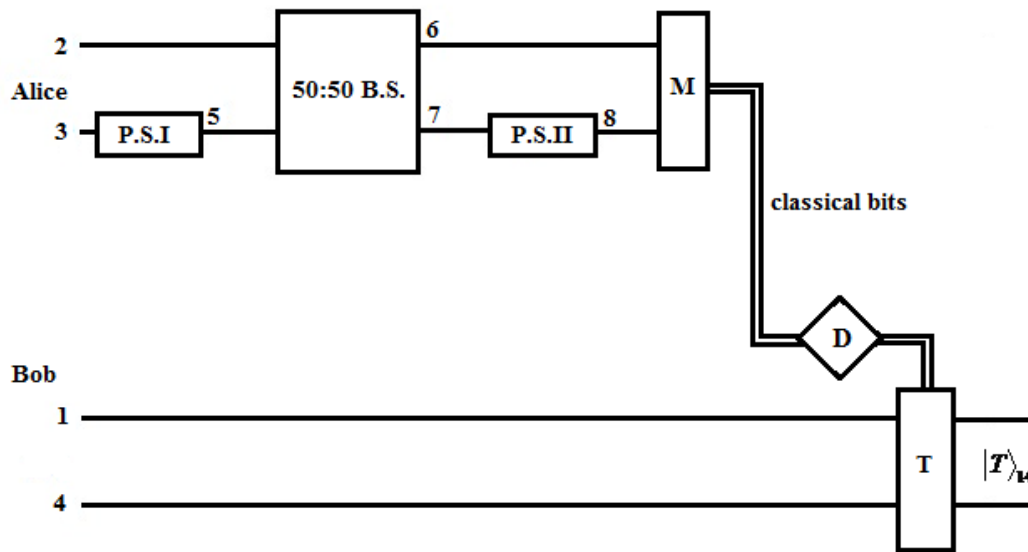 2
6
50:50 B.S.
M
Alice
3
P.S.I
5
7
P.S.II
8
classical bits
D
Bob
1
T
4
|T⟩